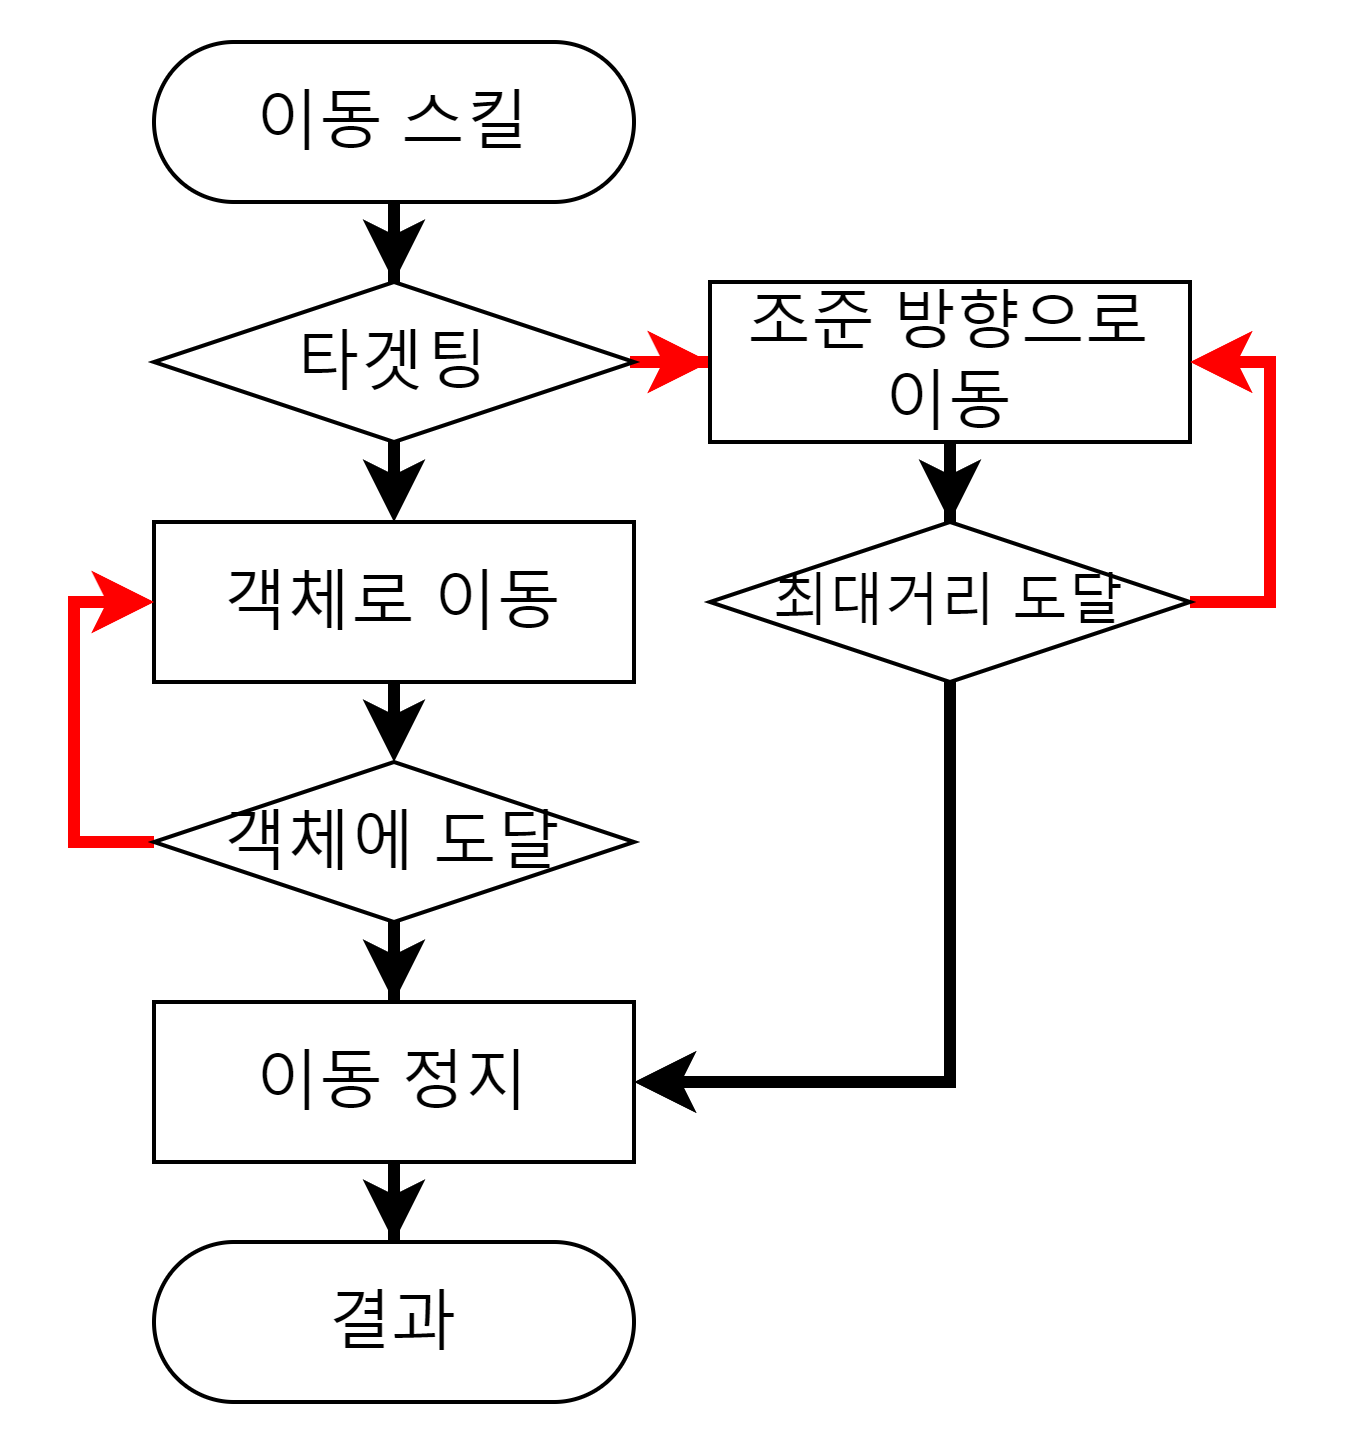 이동 스킬
타겟팅
조준 방향으로
이동
객체로 이동
최대거리 도달
객체에 도달
이동 정지
결과